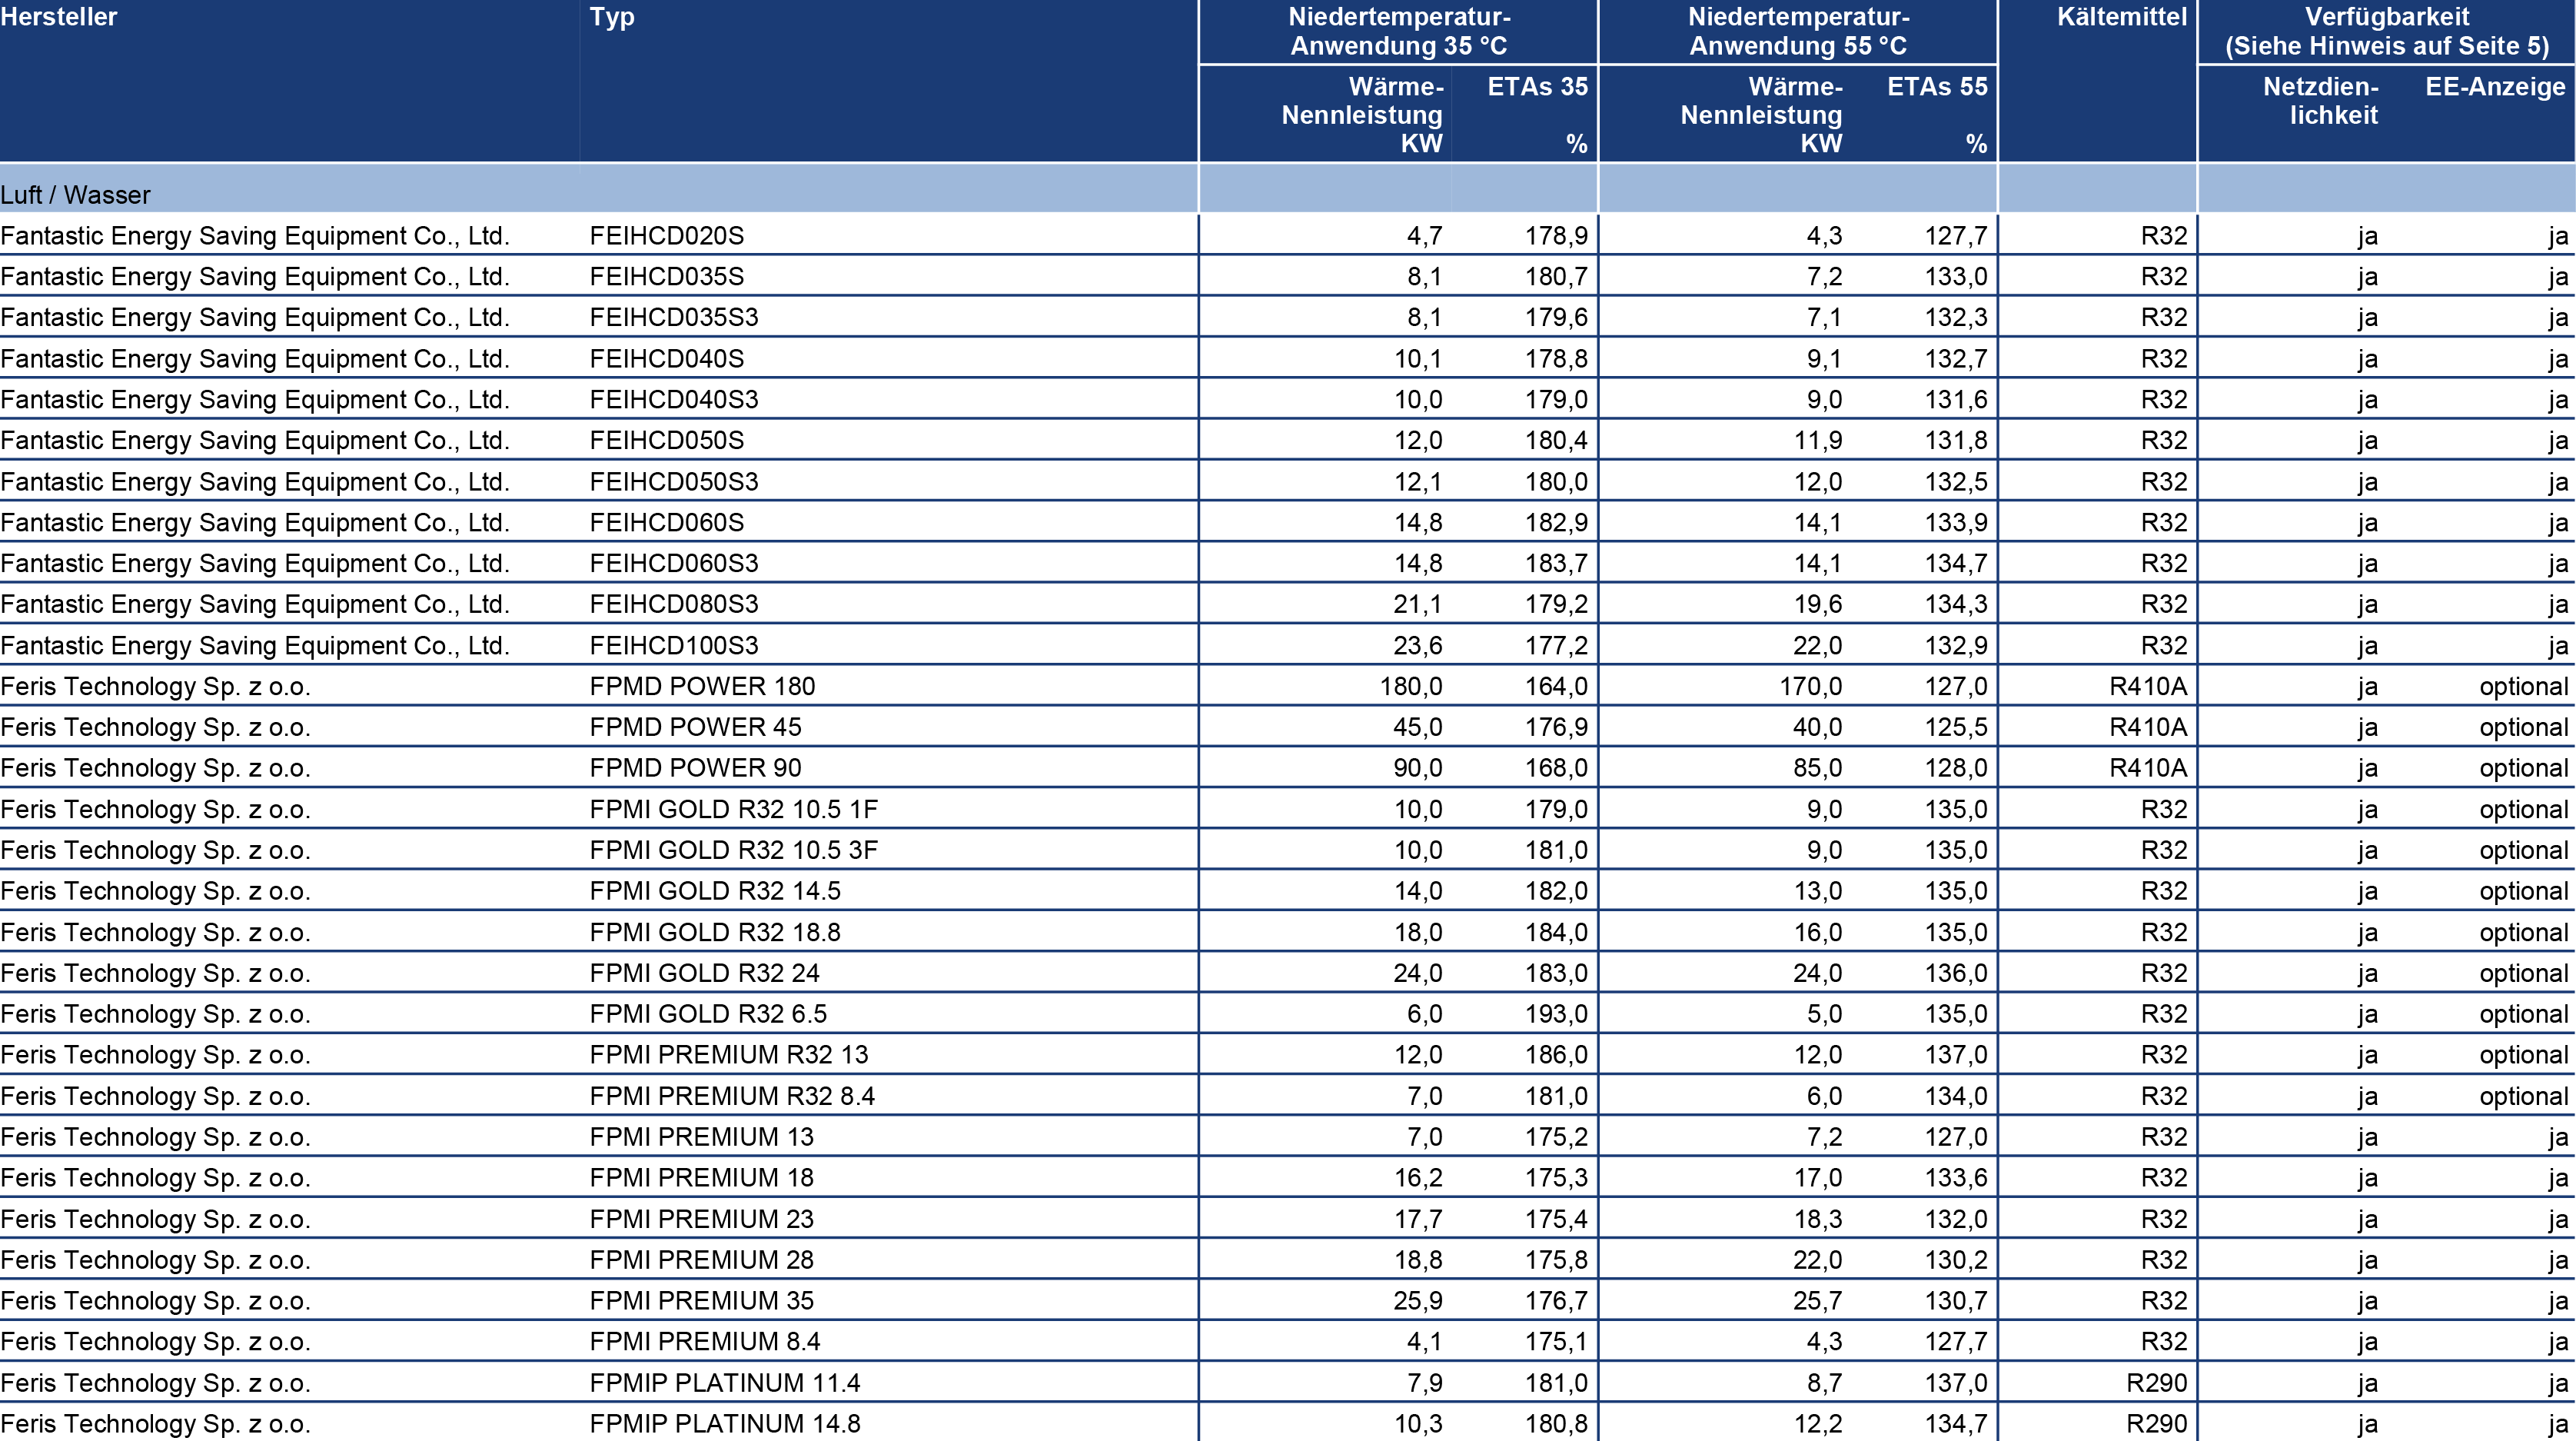 Hersteller Typ Niedertemperatur- Niedertemperatur- Kältemittel Verfügbarkeit
Anwendung 35 °C Anwendung 55 °C (Siehe Hinweis auf Seite 5)
Wärme- ETAs 35 Wärme- ETAs 55 Netzdien- EE-Anzeige
Nennleistung Nennleistung lichkeit
KW % KW %
Luft / Wasser
Fantastic Energy Saving Equipment Co., Ltd. FEIHCD020S 4,7 178,9 4,3 127,7 R32 ja ja
Fantastic Energy Saving Equipment Co., Ltd. FEIHCD035S 8,1 180,7 7,2 133,0 R32 ja ja
Fantastic Energy Saving Equipment Co., Ltd. FEIHCD035S3 8,1 179,6 7,1 132,3 R32 ja ja
Fantastic Energy Saving Equipment Co., Ltd. FEIHCD040S 10,1 178,8 9,1 132,7 R32 ja ja
Fantastic Energy Saving Equipment Co., Ltd. FEIHCD040S3 10,0 179,0 9,0 131,6 R32 ja ja
Fantastic Energy Saving Equipment Co., Ltd. FEIHCD050S 12,0 180,4 11,9 131,8 R32 ja ja
Fantastic Energy Saving Equipment Co., Ltd. FEIHCD050S3 12,1 180,0 12,0 132,5 R32 ja ja
Fantastic Energy Saving Equipment Co., Ltd. FEIHCD060S 14,8 182,9 14,1 133,9 R32 ja ja
Fantastic Energy Saving Equipment Co., Ltd. FEIHCD060S3 14,8 183,7 14,1 134,7 R32 ja ja
Fantastic Energy Saving Equipment Co., Ltd. FEIHCD080S3 21,1 179,2 19,6 134,3 R32 ja ja
Fantastic Energy Saving Equipment Co., Ltd. FEIHCD100S3 23,6 177,2 22,0 132,9 R32 ja ja
Feris Technology Sp. z o.o. FPMD POWER 180 180,0 164,0 170,0 127,0 R410A ja optional
Feris Technology Sp. z o.o. FPMD POWER 45 45,0 176,9 40,0 125,5 R410A ja optional
Feris Technology Sp. z o.o. FPMD POWER 90 90,0 168,0 85,0 128,0 R410A ja optional
Feris Technology Sp. z o.o. FPMI GOLD R32 10.5 1F 10,0 179,0 9,0 135,0 R32 ja optional
Feris Technology Sp. z o.o. FPMI GOLD R32 10.5 3F 10,0 181,0 9,0 135,0 R32 ja optional
Feris Technology Sp. z o.o. FPMI GOLD R32 14.5 14,0 182,0 13,0 135,0 R32 ja optional
Feris Technology Sp. z o.o. FPMI GOLD R32 18.8 18,0 184,0 16,0 135,0 R32 ja optional
Feris Technology Sp. z o.o. FPMI GOLD R32 24 24,0 183,0 24,0 136,0 R32 ja optional
Feris Technology Sp. z o.o. FPMI GOLD R32 6.5 6,0 193,0 5,0 135,0 R32 ja optional
Feris Technology Sp. z o.o. FPMI PREMIUM R32 13 12,0 186,0 12,0 137,0 R32 ja optional
Feris Technology Sp. z o.o. FPMI PREMIUM R32 8.4 7,0 181,0 6,0 134,0 R32 ja optional
Feris Technology Sp. z o.o. FPMI PREMIUM 13 7,0 175,2 7,2 127,0 R32 ja ja
Feris Technology Sp. z o.o. FPMI PREMIUM 18 16,2 175,3 17,0 133,6 R32 ja ja
Feris Technology Sp. z o.o. FPMI PREMIUM 23 17,7 175,4 18,3 132,0 R32 ja ja
Feris Technology Sp. z o.o. FPMI PREMIUM 28 18,8 175,8 22,0 130,2 R32 ja ja
Feris Technology Sp. z o.o. FPMI PREMIUM 35 25,9 176,7 25,7 130,7 R32 ja ja
Feris Technology Sp. z o.o. FPMI PREMIUM 8.4 4,1 175,1 4,3 127,7 R32 ja ja
Feris Technology Sp. z o.o. FPMIP PLATINUM 11.4 7,9 181,0 8,7 137,0 R290 ja ja
Feris Technology Sp. z o.o. FPMIP PLATINUM 14.8 10,3 180,8 12,2 134,7 R290 ja ja